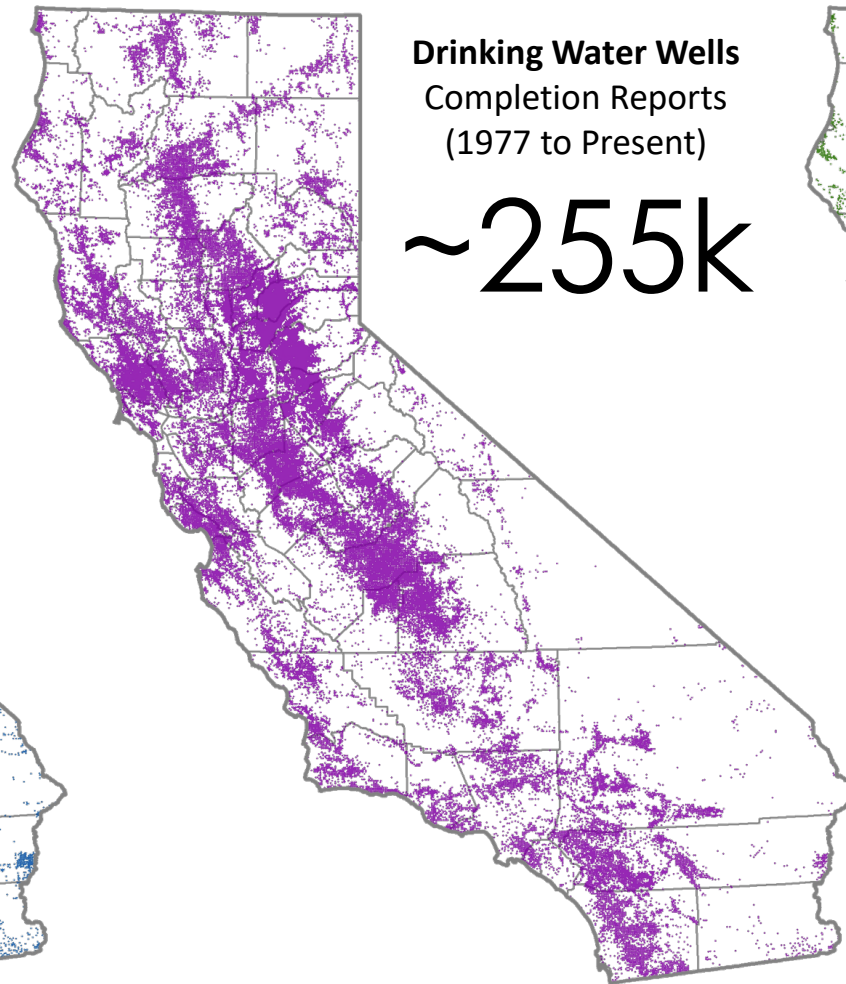 Drinking Water Wells
Completion Reports
(1977 to Present)
~255k